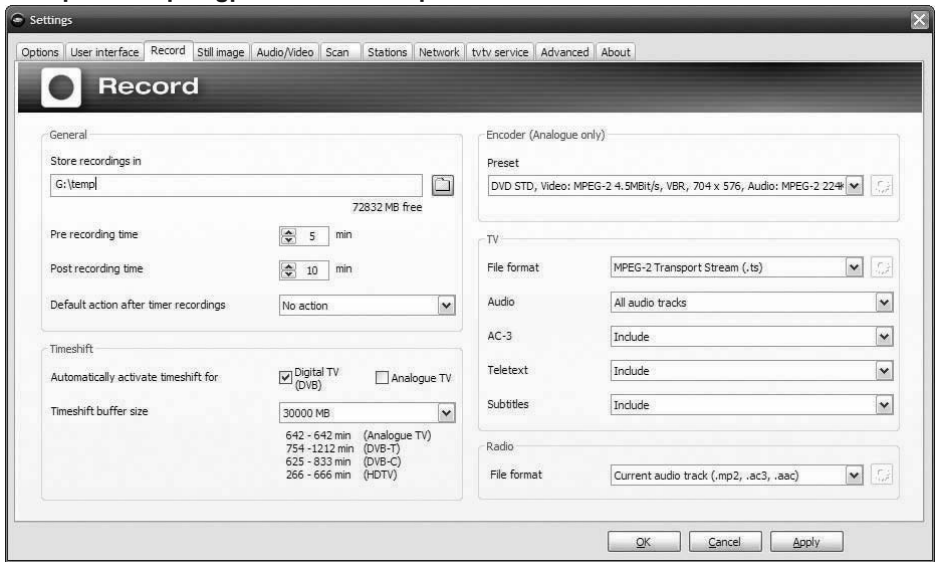 Settings
Options User interface Record Still image Audio/Video Scan Stations Network tvtv service Advanced About
Record
General
Store recordings in
G:\temp
72832 MB free
Pre recording time 5 min
Post recording time 10 min
Default action after timer recordings No action
Timeshift
Automatically activate timeshift for Digital TV (DVB) Analogue TV
Timeshift buffer size 30000 MB
642 - 642 min (Analogue TV)
754 -1212 min (DVB-T)
625 - 833 min (DVB-C)
266 - 666 min (HDTV)
Encoder (Analogue only)
Preset
DVD STD, Video: MPEG-2 4.5MBit/s, VBR, 704 x 576, Audio: MPEG-2
TV
File format MPEG-2 Transport Stream (.ts)
Audio All audio tracks
AC-3 Include
Teletext Include
Subtitles Include
Radio
File format Current audio track (.mp2, .ac3, .aac)
OK Cancel Apply